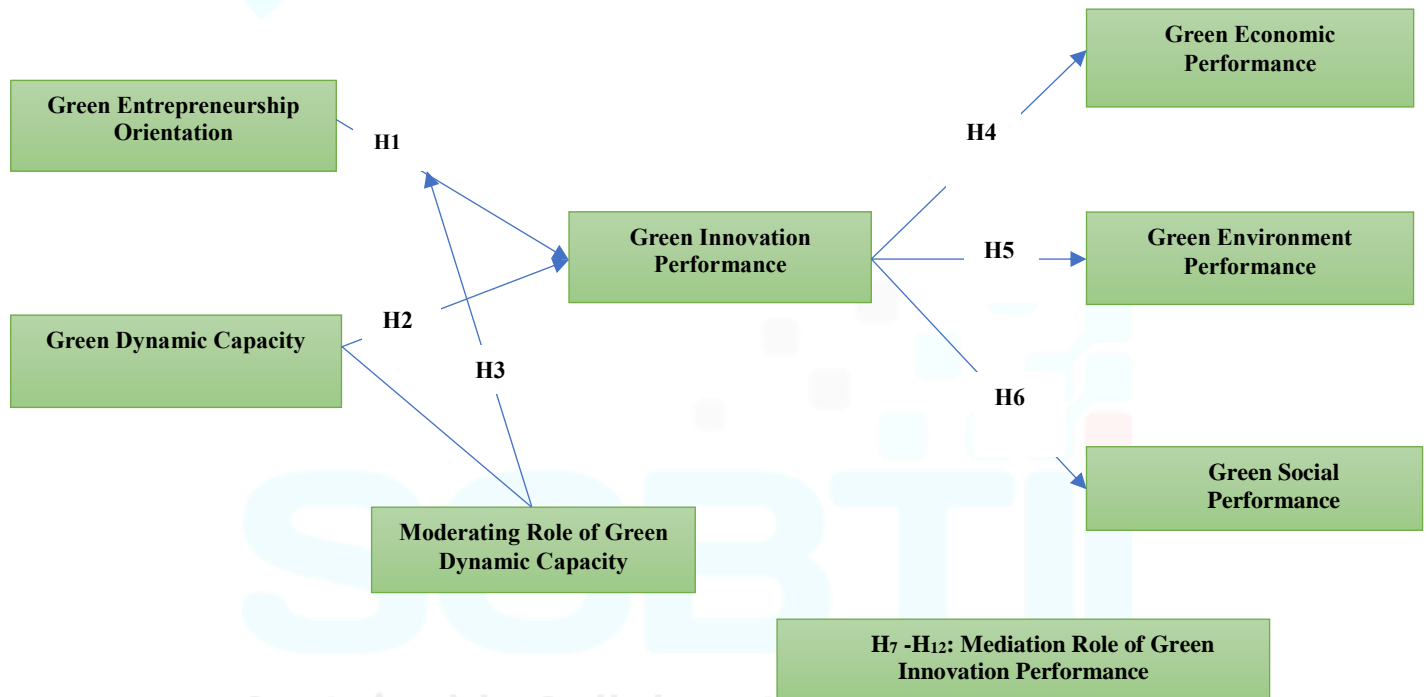 Green Economic
Performance
Green Entrepreneurship
Orientation
H1
H4
Green Innovation
Performance
H5
Green Environment
Performance
Green Dynamic Capacity
H2
H3
H6
Green Social
Performance
Moderating Role of Green
Dynamic Capacity
H7 -H12: Mediation Role of Green
Innovation Performance